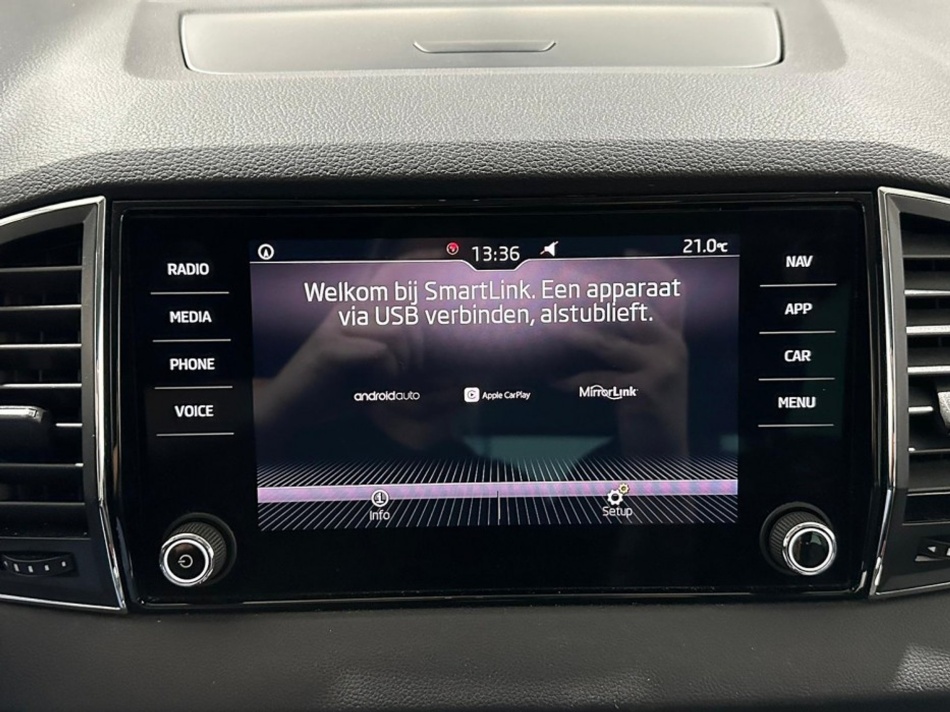 13:36
21.0°C
Welkom bij SmartLink. Een apparaat
via USB verbinden, alstublieft.
androidauto
Apple CarPlay
MirrorLink
Info
Setup
RADIO
MEDIA
PHONE
VOICE
NAV
APP
CAR
MENU